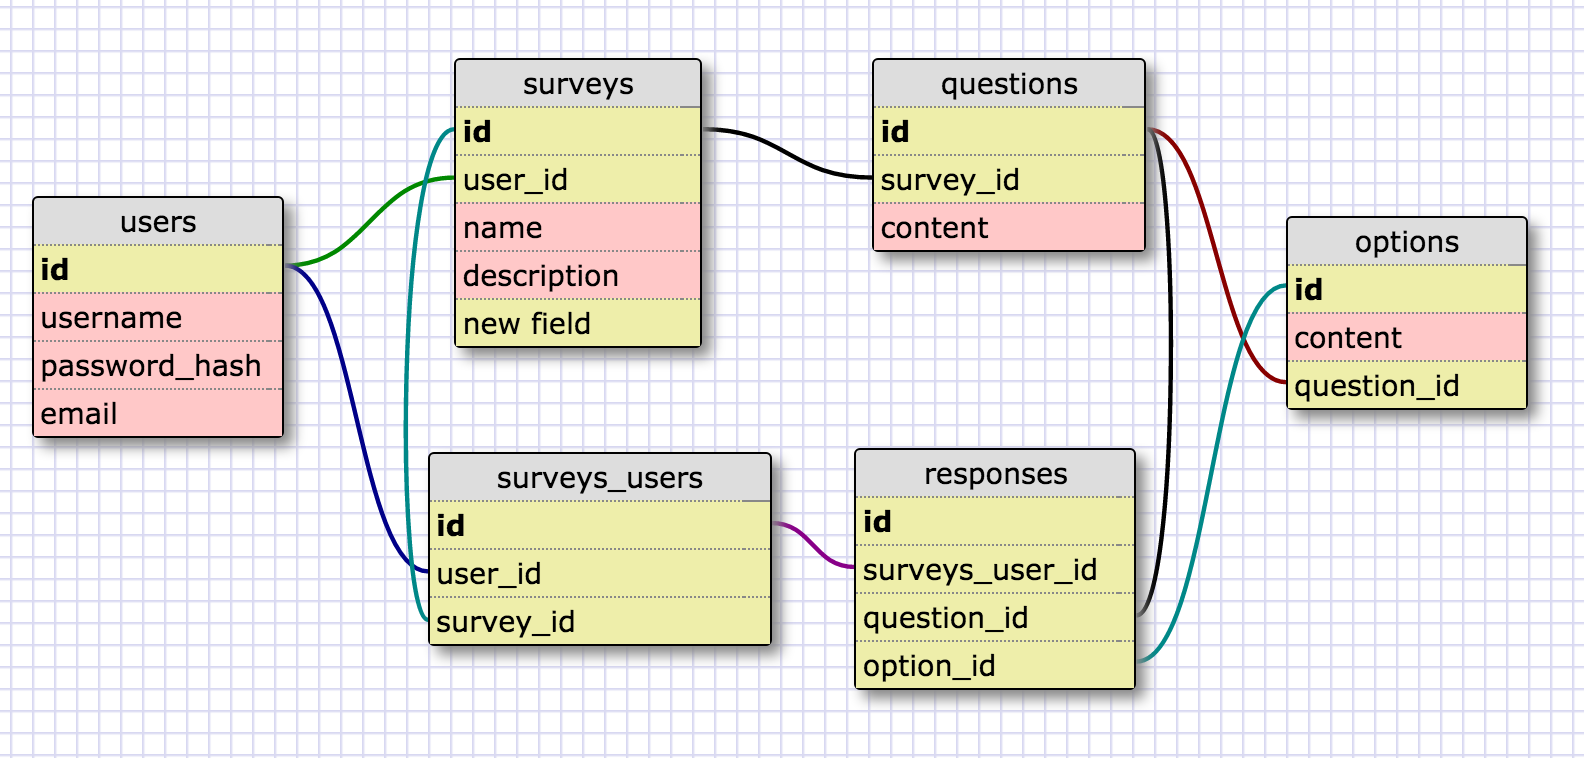 users
id
username
password_hash
email
surveys
id
user_id
name
description
new field
surveys_users
id
user_id
survey_id
questions
id
survey_id
content
responses
id
surveys_user_id
question_id
option_id
options
id
content
question_id